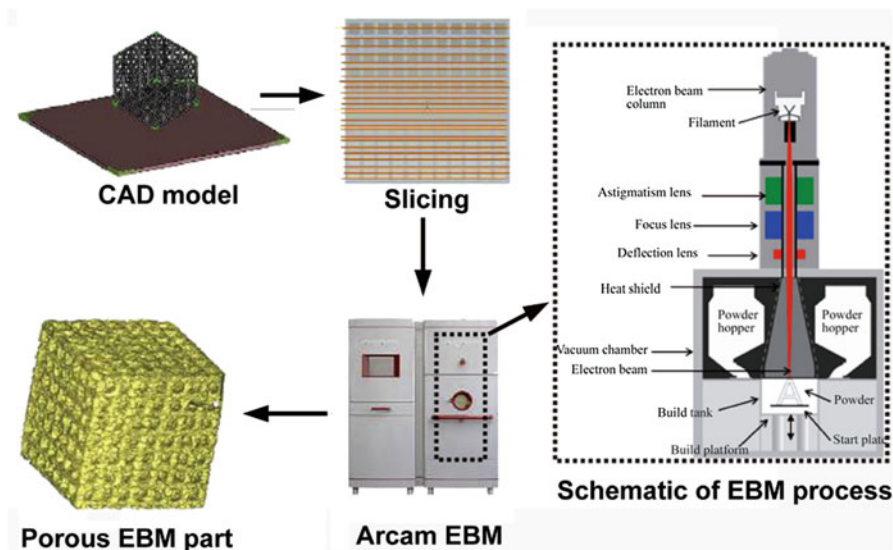 CAD model
Slicing
Electron beam
column
Filament
Astigmatism lens
Focus lens
Deflection lens
Heat shield
Powder
hopper
Powder
hopper
Vacuum chamber
Electron beam
Powder
Build tank
Start plate
Build platform
Schematic of EBM process
Porous EBM part
Arcam EBM